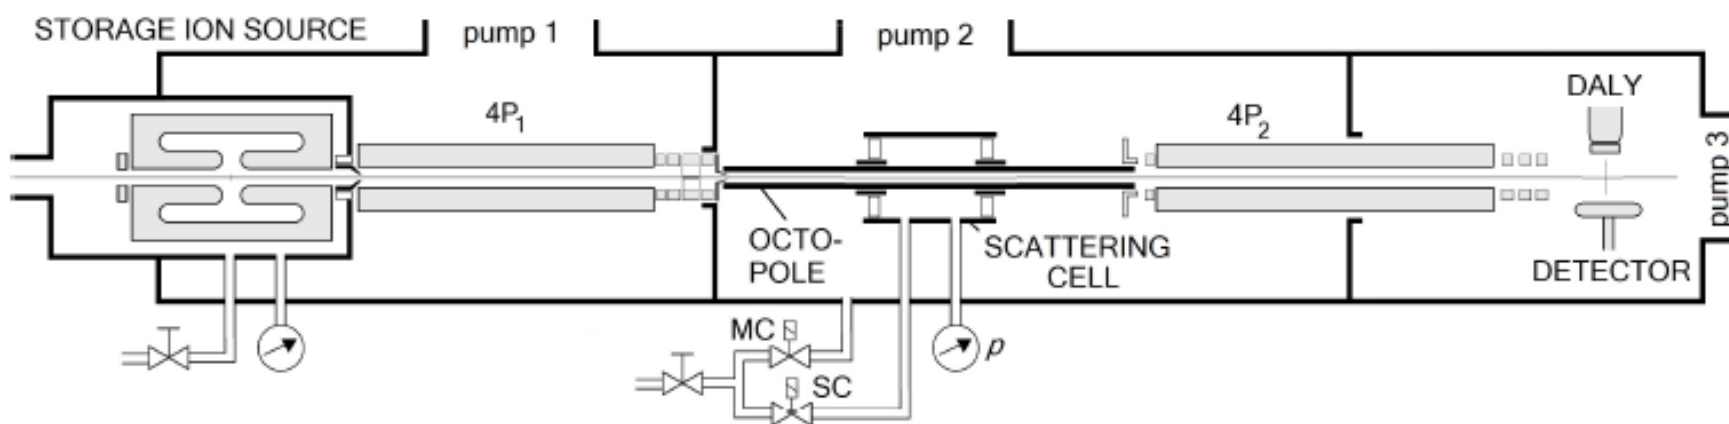 STORAGE ION SOURCE
pump 1
pump 2
4P₁
4P₂
DALY
pump 3
OCTO-
POLE
SCATTERING
CELL
DETECTOR
MC
p
SC